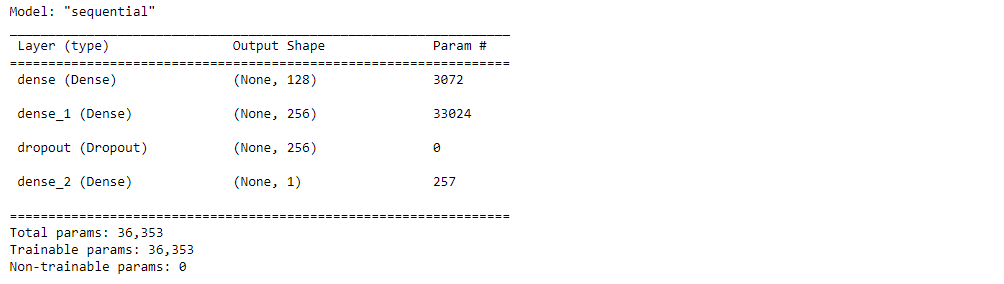 Model: "sequential"
_________________________________________________________________
Layer (type) Output Shape Param #
=================================================================
dense (Dense) (None, 128) 3072
dense_1 (Dense) (None, 256) 33024
dropout (Dropout) (None, 256) 0
dense_2 (Dense) (None, 1) 257
=================================================================
Total params: 36,353
Trainable params: 36,353
Non-trainable params: 0